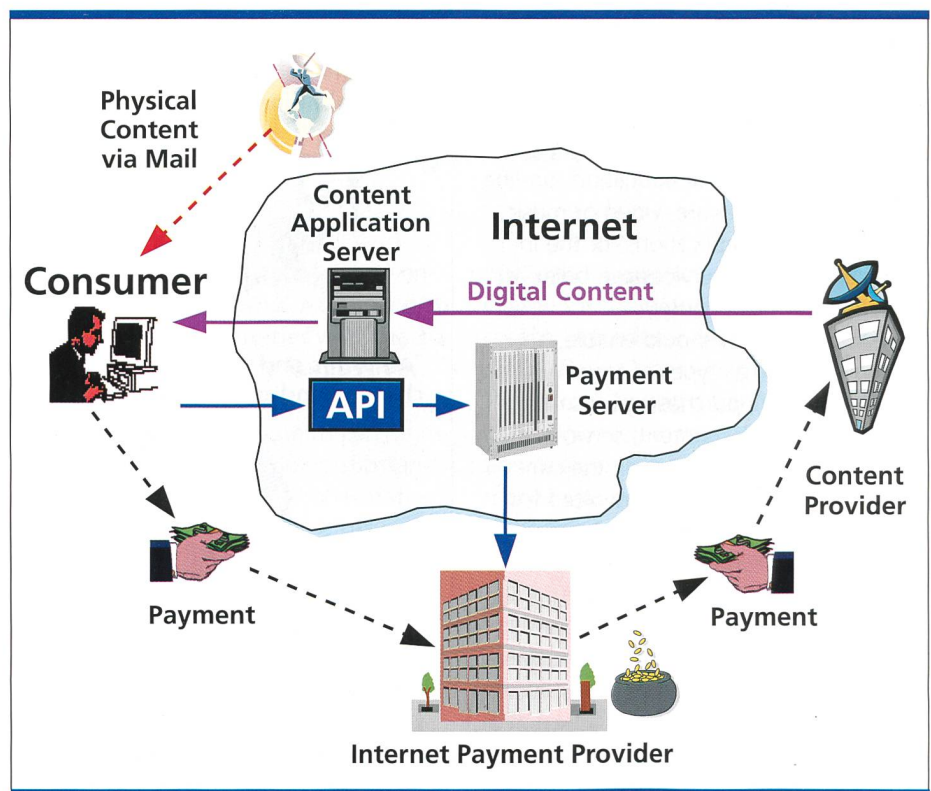 Physical
Content
via Mail
Content
Application
Server
Internet
Consumer
Digital Content
API
Payment
Server
Content
Provider
Payment
Payment
Internet Payment Provider